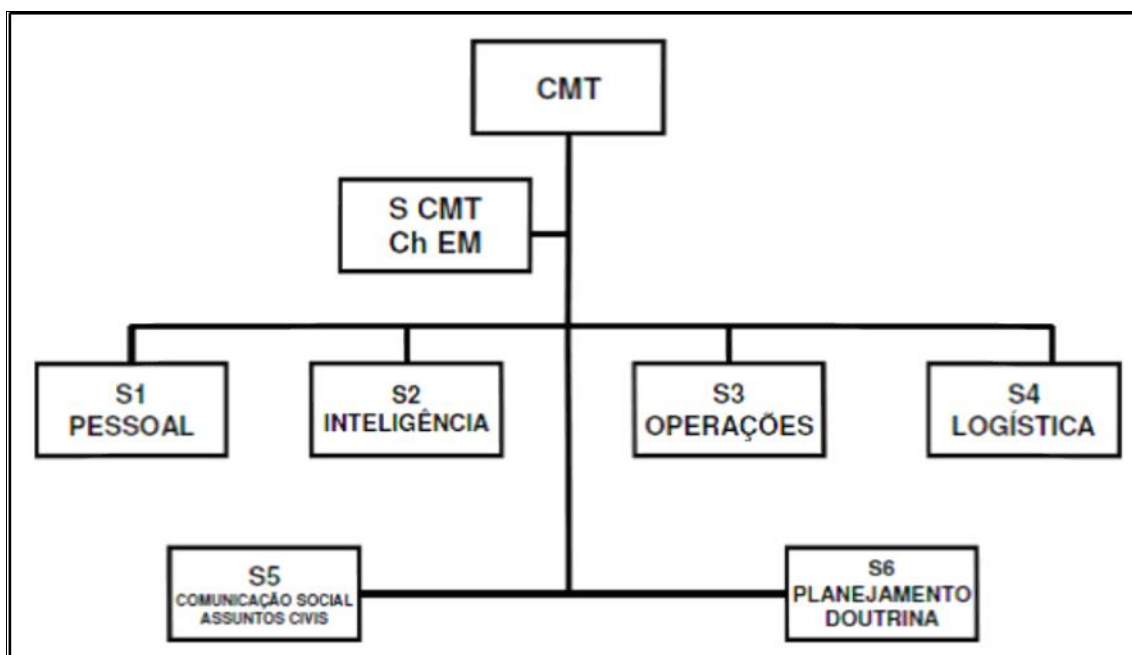 CMT
S CMT
Ch EM
S1
PESSOAL
S2
INTELIGÊNCIA
S3
OPERAÇÕES
S4
LOGÍSTICA
S5
COMUNICAÇÃO SOCIAL
ASSUNTOS CIVIS
S6
PLANEJAMENTO
DOUTRINA